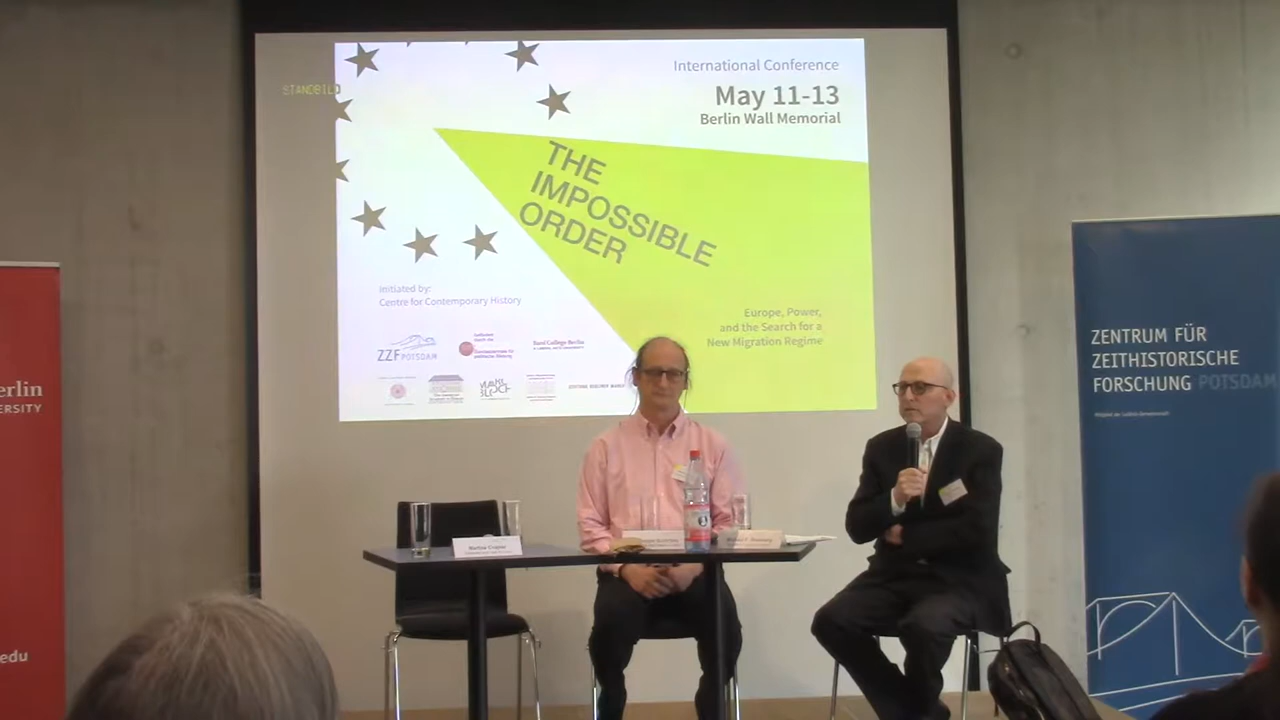 STANDBILD
International Conference
May 11-13
Berlin Wall Memorial
THE
IMPOSSIBLE
ORDER
Initiated by:
Centre for Contemporary History
Europe, Power,
and the Search for a
New Migration Regime
ZZF POTSDAM
Bard College Berlin
erlin
ERSITY
edu
ZENTRUM FÜR
ZEITHISTORISCHE
FORSCHUNG POTSDAM